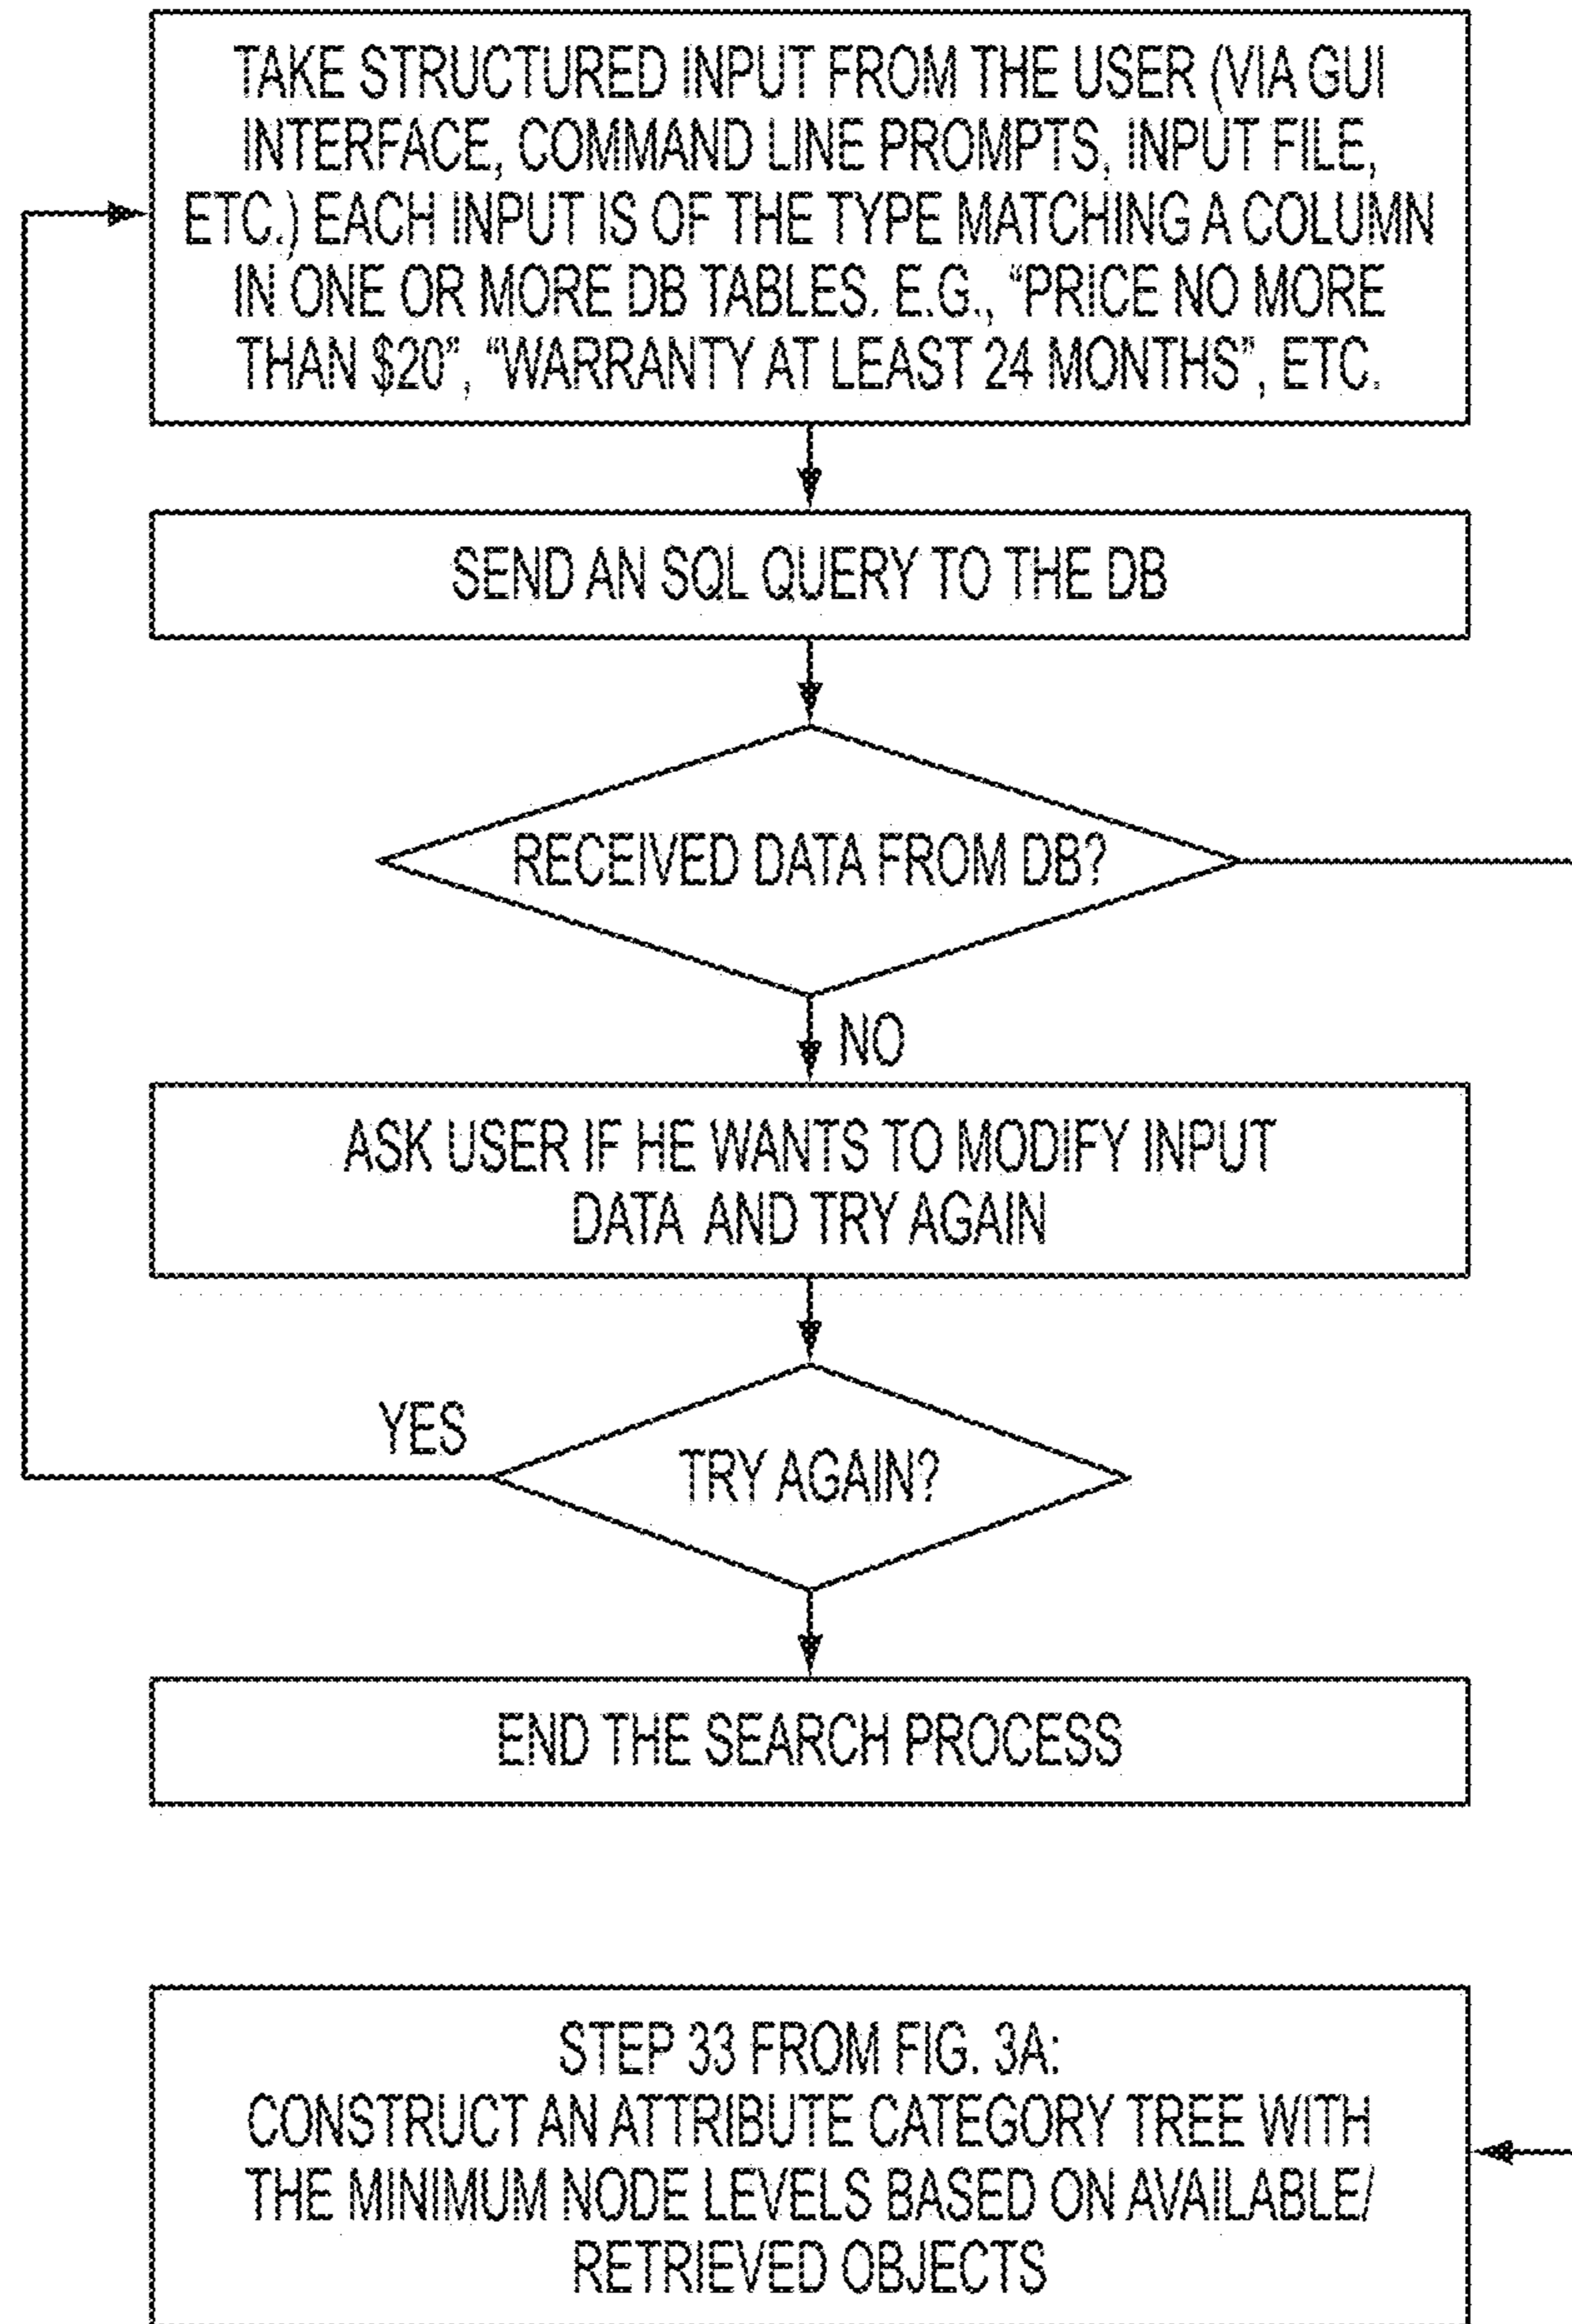 TAKE STRUCTURED INPUT FROM THE USER (VIA GUI
INTERFACE, COMMAND LINE PROMPTS, INPUT FILE,
ETC.) EACH INPUT IS OF THE TYPE MATCHING A COLUMN
IN ONE OR MORE DB TABLES. E.G., “PRICE NO MORE
THAN $20”, “WARRANTY AT LEAST 24 MONTHS”, ETC.
SEND AN SQL QUERY TO THE DB
RECEIVED DATA FROM DB?
NO
ASK USER IF HE WANTS TO MODIFY INPUT
DATA AND TRY AGAIN
YES
TRY AGAIN?
END THE SEARCH PROCESS
STEP 33 FROM FIG. 3A:
CONSTRUCT AN ATTRIBUTE CATEGORY TREE WITH
THE MINIMUM NODE LEVELS BASED ON AVAILABLE/
RETRIEVED OBJECTS